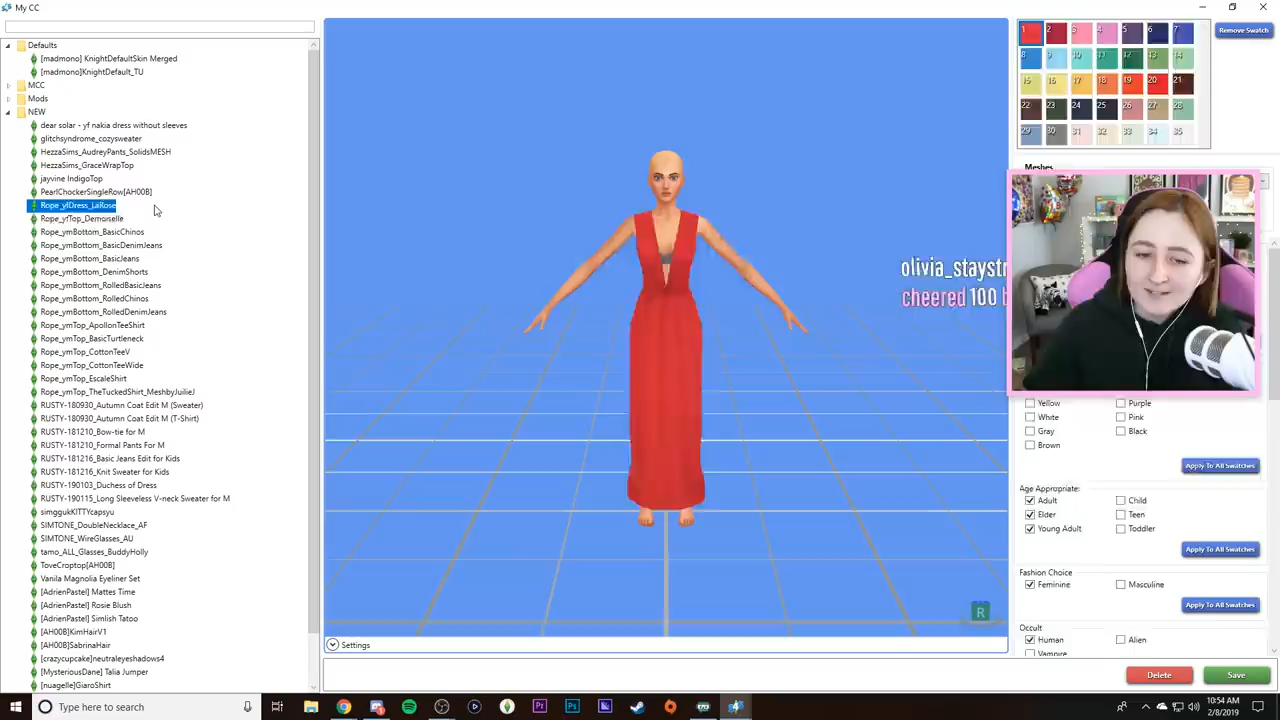 My CC
Defaults
[madmono] KnightDefaultSkin Merged
[madmono]KnightDefault_TU
MCC
Mods
NEW
dear solar - yf nakia dress without sleeves
glitchsyndrome_cozysweater
HezzaSims_AudreyPants_SolidsMESH
HezzaSims_GraceWrapTop
jayvine IndigoTop
PearlChockerSingleRow[AH00B]
Rope_yfDress_LaRose
Rope_yfTop_Demoiselle
Rope_ymBottom_BasicChinos
Rope_ymBottom_BasicDenimJeans
Rope_ymBottom_BasicJeans
Rope_ymBottom_DenimShorts
Rope_ymBottom_RolledBasicJeans
Rope_ymBottom_RolledChinos
Rope_ymBottom_RolledDenimJeans
Rope_ymTop_ApollonTeeShirt
Rope_ymTop_BasicTurtleneck
Rope_ymTop_CottonTeeV
Rope_ymTop_CottonTeeWide
Rope_ymTop_EscaleShirt
Rope_ymTop_TheTuckedShirt_MeshbyJuilieJ
RUSTY-180930_Autumn Coat Edit M (Sweater)
RUSTY-180930_Autumn Coat Edit M (T-Shirt)
RUSTY-181210_Bow-tie for M
RUSTY-181210_Formal Pants For M
RUSTY-181216_Basic Jeans Edit for Kids
RUSTY-181216_Knit Sweater for Kids
RUSTY-190103_Duchess of Dress
RUSTY-190115_Long Sleeveless V-neck Sweater for M
simggukKITTYcapsyu
SIMTONE_DoubleNecklace_AF
SIMTONE_WireGlasses_AU
tamo_ALL_Glasses_BuddyHolly
ToveCroptop[AH00B]
Vanila Magnolia Eyeliner Set
[AdrienPastel] Mattes Time
[AdrienPastel] Rosie Blush
[AdrienPastel] Simlish Tatoo
[AH00B]KimHairV1
[AH00B]SabrinaHair
[crazycupcake]neutraleyeshadows4
[MysteriousDane] Talia Jumper
[nuagelle]GiaroShirt
olivia_staystr
cheered 100 b
R
Settings
1 2 3 4 5 6 7
8 9 10 11 12 13 14
15 16 17 18 19 20 21
22 23 24 25 26 27 28
29 30 31 32 33 34 35
Remove Swatch
Meshes
Yellow Purple
White Pink
Gray Black
Brown
Apply To All Swatches
Age Appropriate:
Adult Child
Elder Teen
Young Adult Toddler
Apply To All Swatches
Fashion Choice
Feminine Masculine
Apply To All Swatches
Occult
Human Alien
Vampire
Delete Save
Type here to search
10:54 AM
2/8/2019